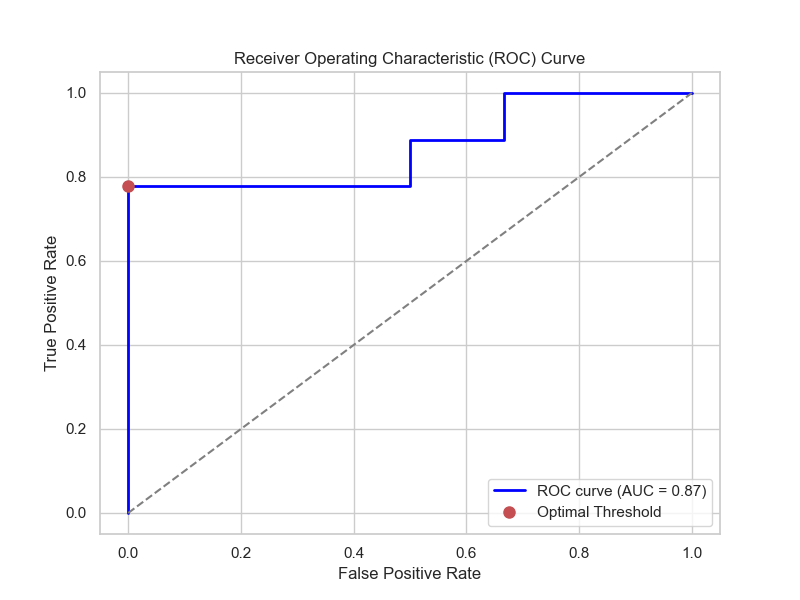 Receiver Operating Characteristic (ROC) Curve
True Positive Rate
1.0
0.8
0.6
0.4
0.2
0.0
0.0 0.2 0.4 0.6 0.8 1.0
False Positive Rate
ROC curve (AUC = 0.87)
Optimal Threshold